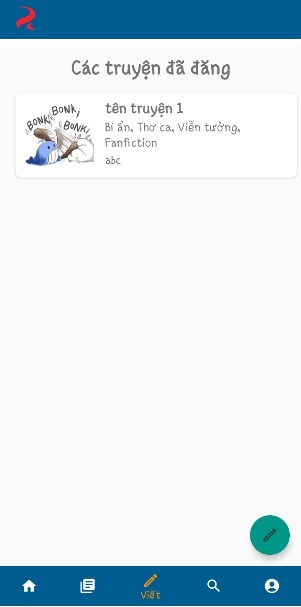 Các truyện đã đăng
BONK!
BONK!
BONK!
tên truyện 1
Bí ẩn, Thơ ca, Viễn tưởng,
Fanfiction
abc
Viết